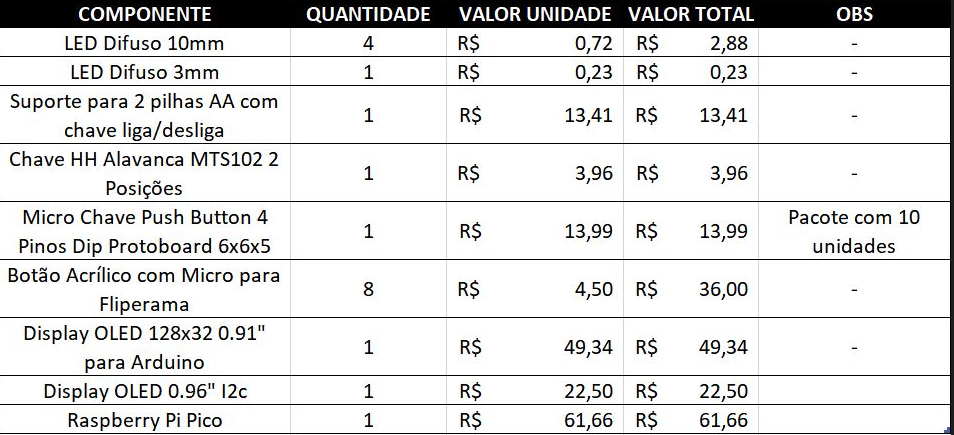 COMPONENTE QUANTIDADE VALOR UNIDADE VALOR TOTAL OBS
LED Difuso 10mm 4 R$ 0,72 R$ 2,88 -
LED Difuso 3mm 1 R$ 0,23 R$ 0,23 -
Suporte para 2 pilhas AA com
chave liga/desliga 1 R$ 13,41 R$ 13,41 -
Chave HH Alavanca MTS102 2
Posições 1 R$ 3,96 R$ 3,96 -
Micro Chave Push Button 4
Pinos Dip Protoboard 6x6x5 1 R$ 13,99 R$ 13,99 Pacote com 10
unidades
Botão Acrílico com Micro para
Fliperama 8 R$ 4,50 R$ 36,00 -
Display OLED 128x32 0.91"
para Arduino 1 R$ 49,34 R$ 49,34 -
Display OLED 0.96" I2c 1 R$ 22,50 R$ 22,50
Raspberry Pi Pico 1 R$ 61,66 R$ 61,66